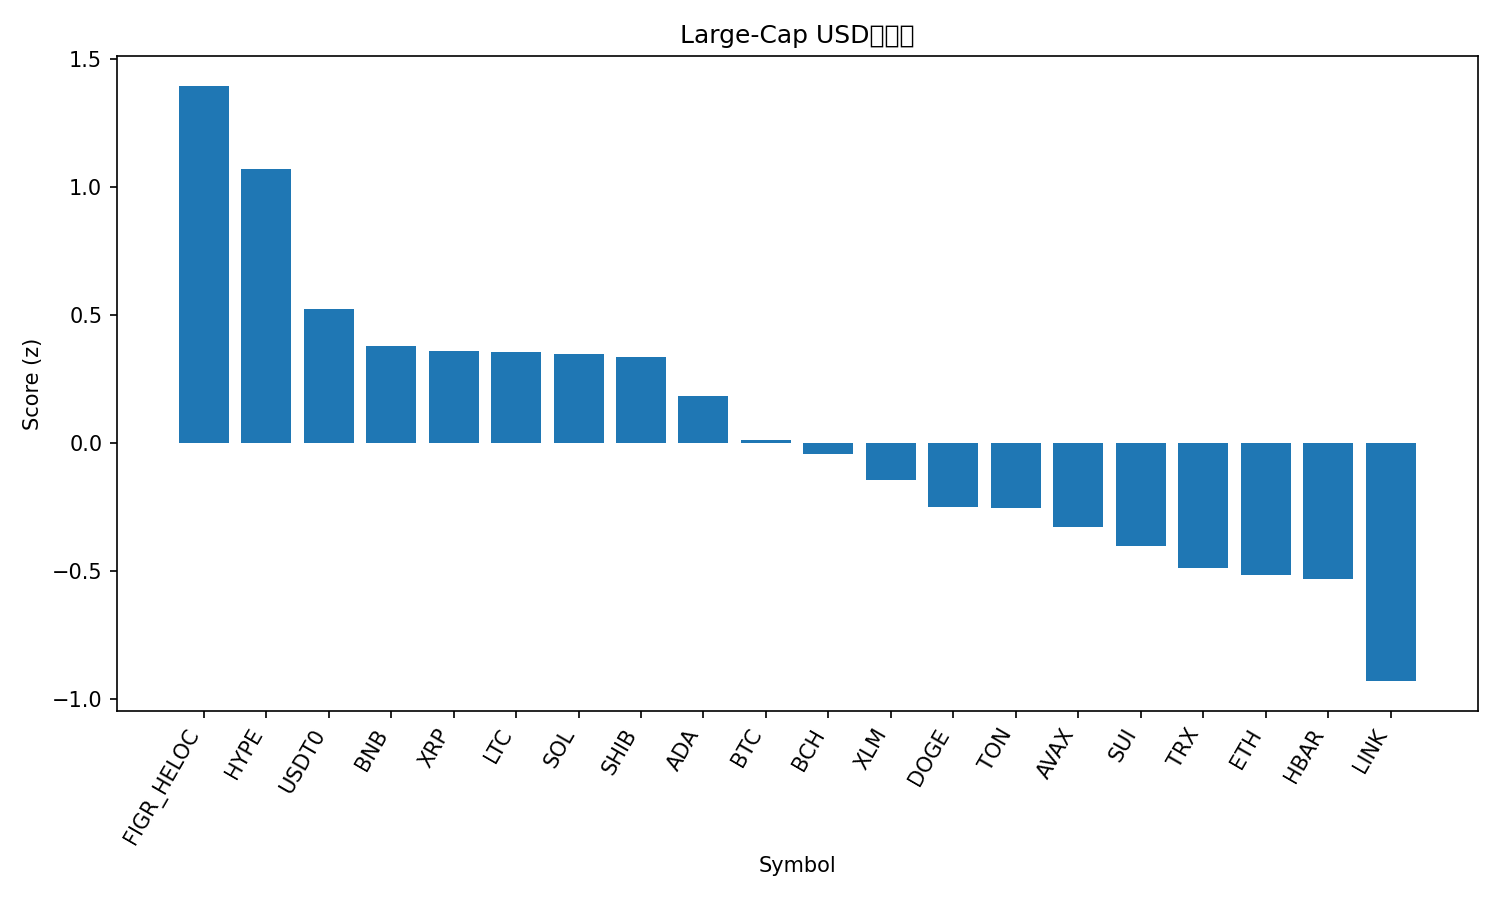 Large-Cap USD
1.5
1.0
0.5
0.0
−0.5
−1.0
Score (z)
FIGR_HELOC
HYPE
USDT0
BNB
XRP
LTC
SOL
SHIB
ADA
BTC
BCH
XLM
DOGE
TON
AVAX
SUI
TRX
ETH
HBAR
LINK
Symbol